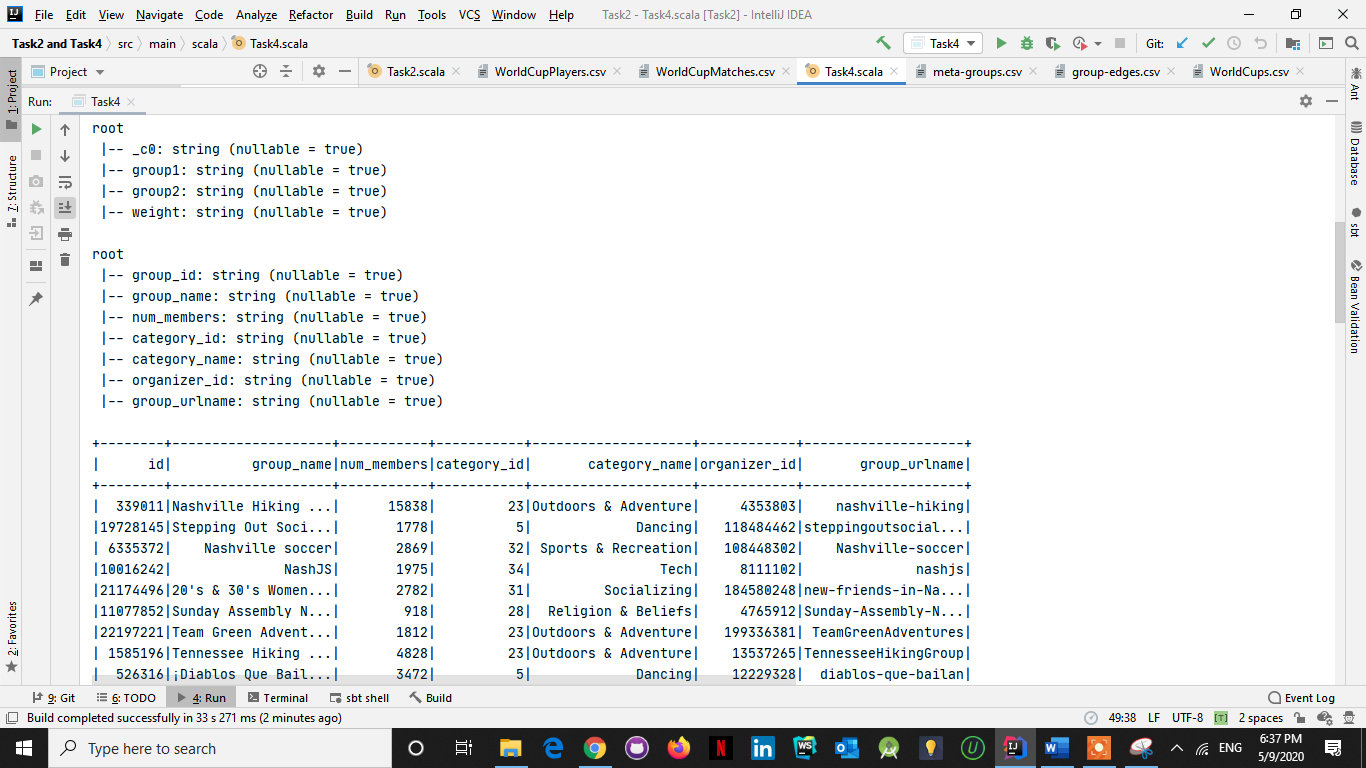 File Edit View Navigate Code Analyze Refactor Build Run Tools VCS Window Help Task2 - Task4.scala [Task2] - IntelliJ IDEA
Task2 and Task4 src main scala Task4.scala Task4 Git:
Project Task2.scala WorldCupPlayers.csv WorldCupMatches.csv Task4.scala meta-groups.csv group-edges.csv WorldCups.csv
Run: Task4
1: Project
7: Structure
2: Favorites
Ant
Database
sbt
Bean Validation
root
|-- _c0: string (nullable = true)
|-- group1: string (nullable = true)
|-- group2: string (nullable = true)
|-- weight: string (nullable = true)
root
|-- group_id: string (nullable = true)
|-- group_name: string (nullable = true)
|-- num_members: string (nullable = true)
|-- category_id: string (nullable = true)
|-- category_name: string (nullable = true)
|-- organizer_id: string (nullable = true)
|-- group_urlname: string (nullable = true)
+--------+--------------------+-----------+-----------+--------------------+------------+--------------------+
|      id|          group_name|num_members|category_id|       category_name|organizer_id|       group_urlname|
+--------+--------------------+-----------+-----------+--------------------+------------+--------------------+
|  339011|Nashville Hiking ...|      15838|         23|Outdoors & Adventure|     4353803|    nashville-hiking|
|19728145|Stepping Out Soci...|       1778|          5|             Dancing|   118484462|steppingoutsocial...|
| 6335372|    Nashville soccer|       2869|         32| Sports & Recreation|   108448302|    Nashville-soccer|
|10016242|              NashJS|       1975|         34|                Tech|     8111102|              nashjs|
|21174496|20's & 30's Women...|       2782|         31|         Socializing|   184580248|new-friends-in-Na...|
|11077852|Sunday Assembly N...|        918|         28|  Religion & Beliefs|     4765912|Sunday-Assembly-N...|
|22197221|Team Green Advent...|       1812|         23|Outdoors & Adventure|   199336381| TeamGreenAdventures|
| 1585196|Tennessee Hiking ...|       4828|         23|Outdoors & Adventure|    13537265|TennesseeHikingGroup|
|  526316|¡Diablos Que Bail...|       3472|          5|             Dancing|    12229328|  diablos-que-bailan|
9: Git 6: TODO 4: Run Terminal sbt shell Build Event Log
Build completed successfully in 33 s 271 ms (2 minutes ago) 49:38 LF UTF-8 [T] 2 spaces
Type here to search ENG 6:37 PM
5/9/2020